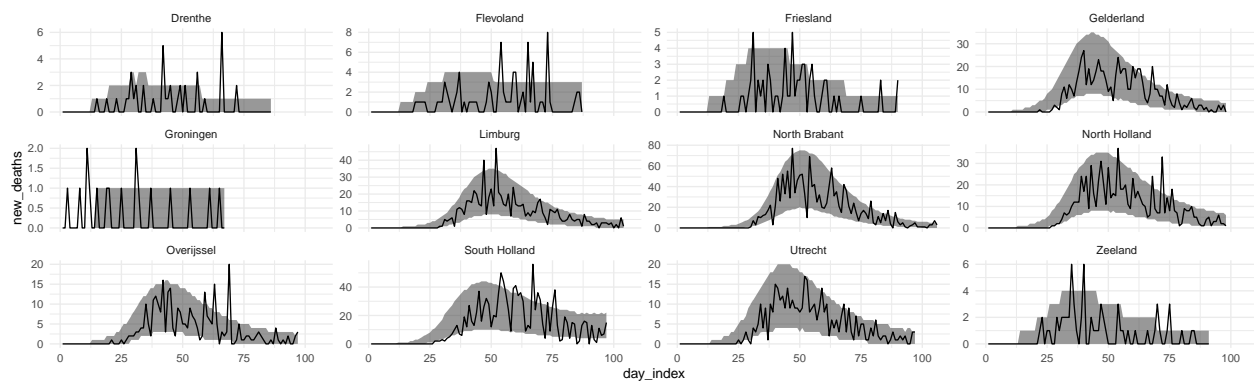 Drenthe Flevoland Friesland Gelderland
6 8 5 30
4 6 4 20
2 4 3 10
0 2 2 0
0 1
0
Groningen Limburg North Brabant North Holland
2.0 40 80 30
1.5 30 60 20
1.0 20 40 10
0.5 10 20 0
0.0 0 0
Overijssel South Holland Utrecht Zeeland
20 40 20 6
15 20 15 4
10 0 10 2
5 5 0
0 0
0 25 50 75 100 0 25 50 75 100 0 25 50 75 100 0 25 50 75 100
new_deaths
day_index